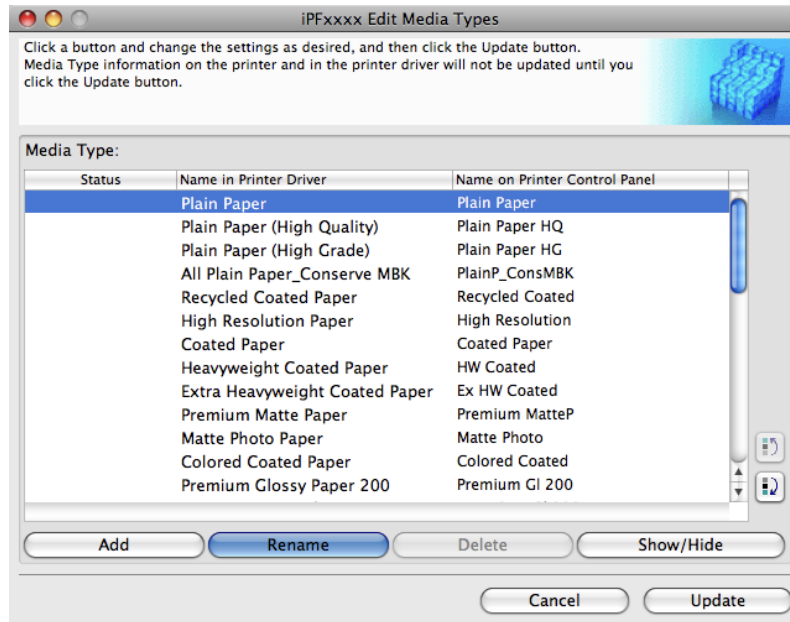 iPFxxxx Edit Media Types
Click a button and change the settings as desired, and then click the Update button.
Media Type information on the printer and in the printer driver will not be updated until you
click the Update button.
Media Type:
Status Name in Printer Driver Name on Printer Control Panel
Plain Paper Plain Paper
Plain Paper (High Quality) Plain Paper HQ
Plain Paper (High Grade) Plain Paper HG
All Plain Paper_Conserve MBK PlainP_ConsMBK
Recycled Coated Paper Recycled Coated
High Resolution Paper High Resolution
Coated Paper Coated Paper
Heavyweight Coated Paper HW Coated
Extra Heavyweight Coated Paper Ex HW Coated
Premium Matte Paper Premium MatteP
Matte Photo Paper Matte Photo
Colored Coated Paper Colored Coated
Premium Glossy Paper 200 Premium Gl 200
Add Rename Delete Show/Hide
Cancel Update